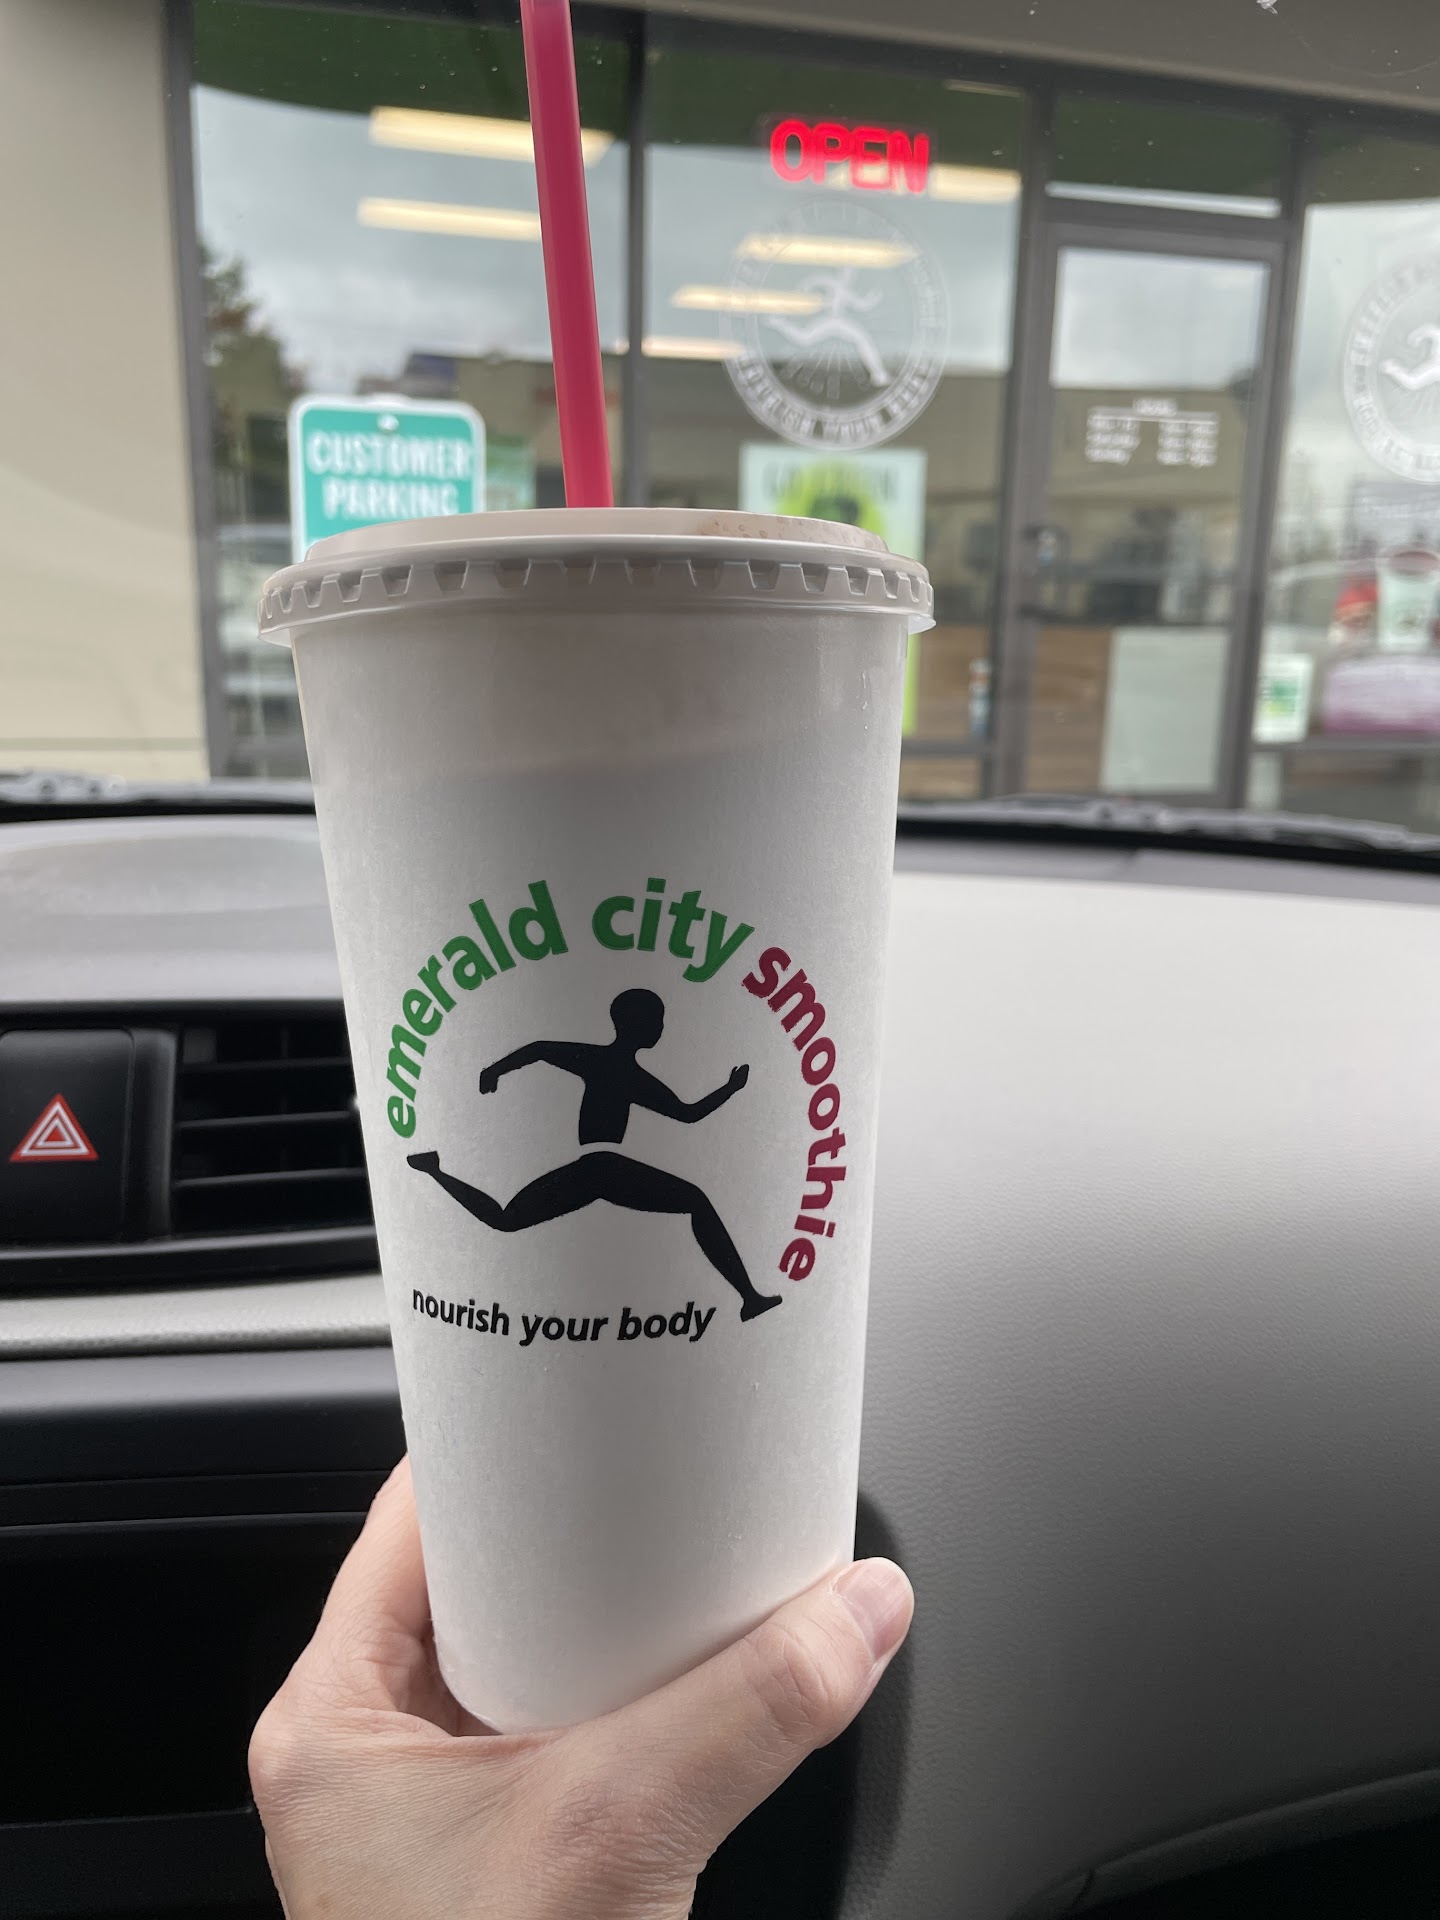 OPEN
CUSTOMER
PARKING
emerald city smoothie
nourish your body